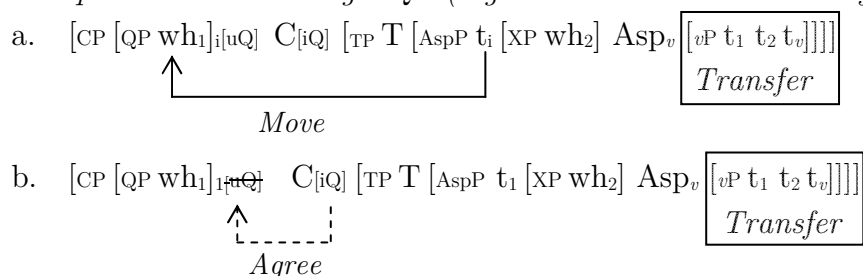 a. [CP [QP wh1]i[uQ] C[iQ] [TP T [AspP ti [XP wh2] Aspv [vP t1 t2 tv]]]]
Transfer
Move
b. [CP [QP wh1]1[uQ] C[iQ] [TP T [AspP t1 [XP wh2] Aspv [vP t1 t2 tv]]]]
Transfer
Agree